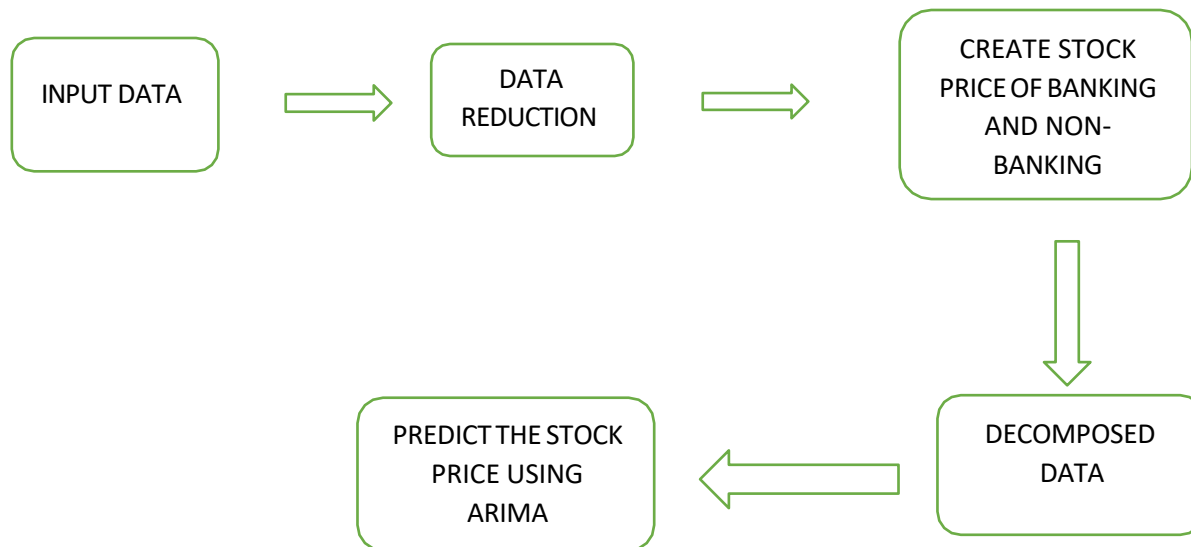 INPUT DATA
DATA
REDUCTION
CREATE STOCK
PRICE OF BANKING
AND NON-
BANKING
DECOMPOSED
DATA
PREDICT THE STOCK
PRICE USING
ARIMA